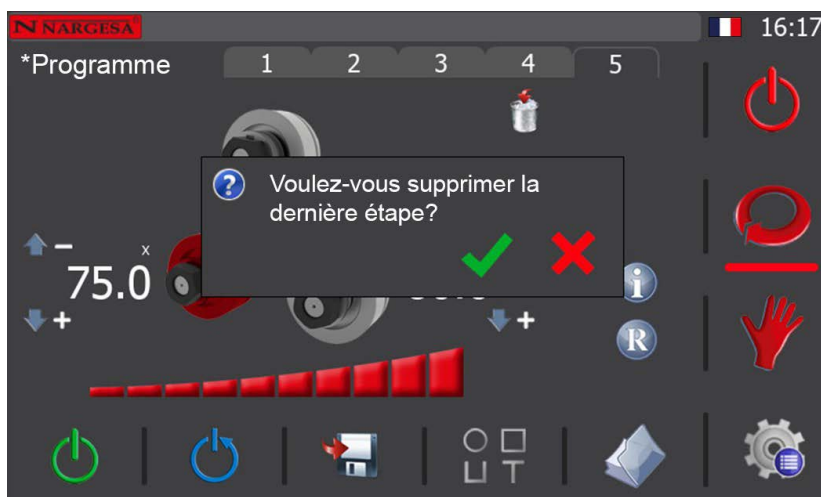 N NARGESA
16:17
*Programme 1 2 3 4 5
Voulez-vous supprimer la
dernière étape?
− x
75.0
+ +
i
R